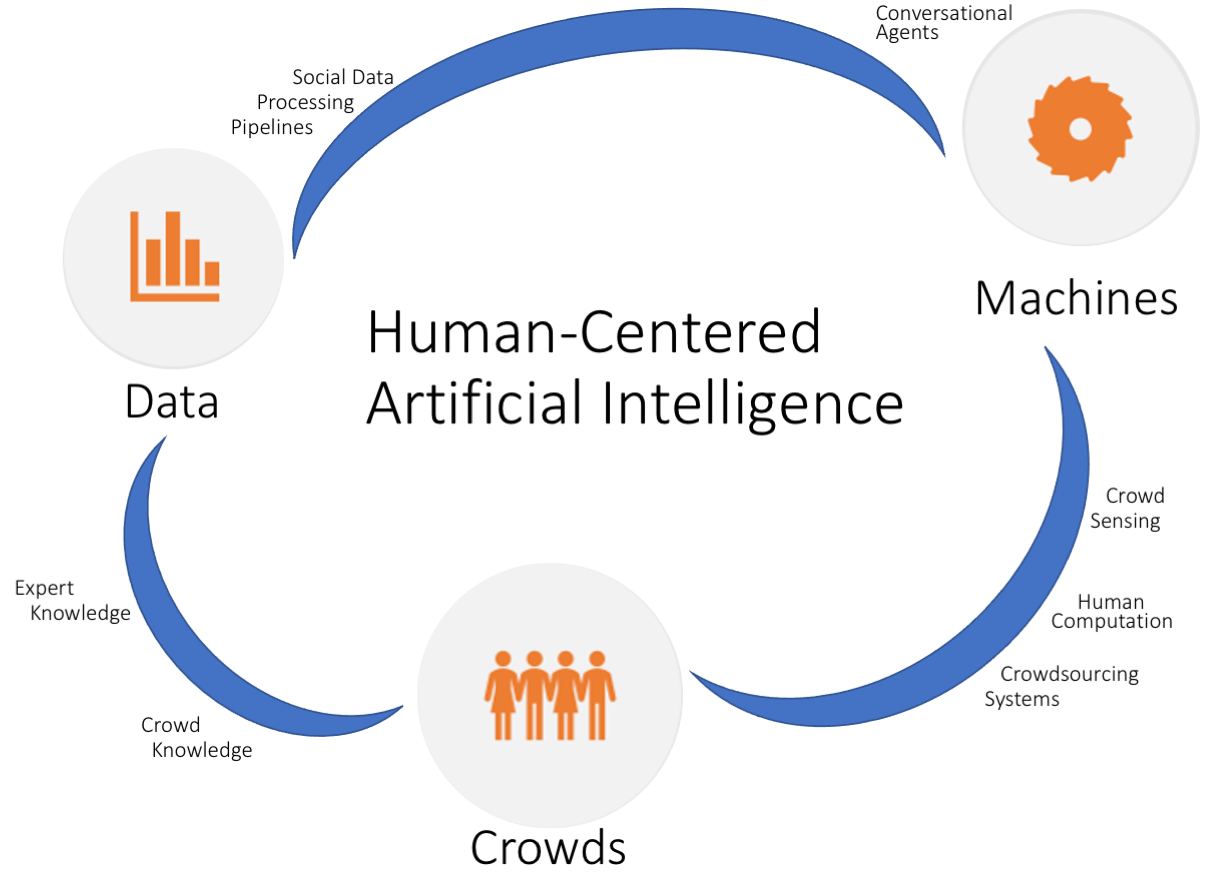 Conversational
Agents
Social Data
Processing
Pipelines
Machines
Human-Centered
Artificial Intelligence
Data
Crowd
Sensing
Expert
Knowledge
Human
Computation
Crowdsourcing
Systems
Crowd
Knowledge
Crowds